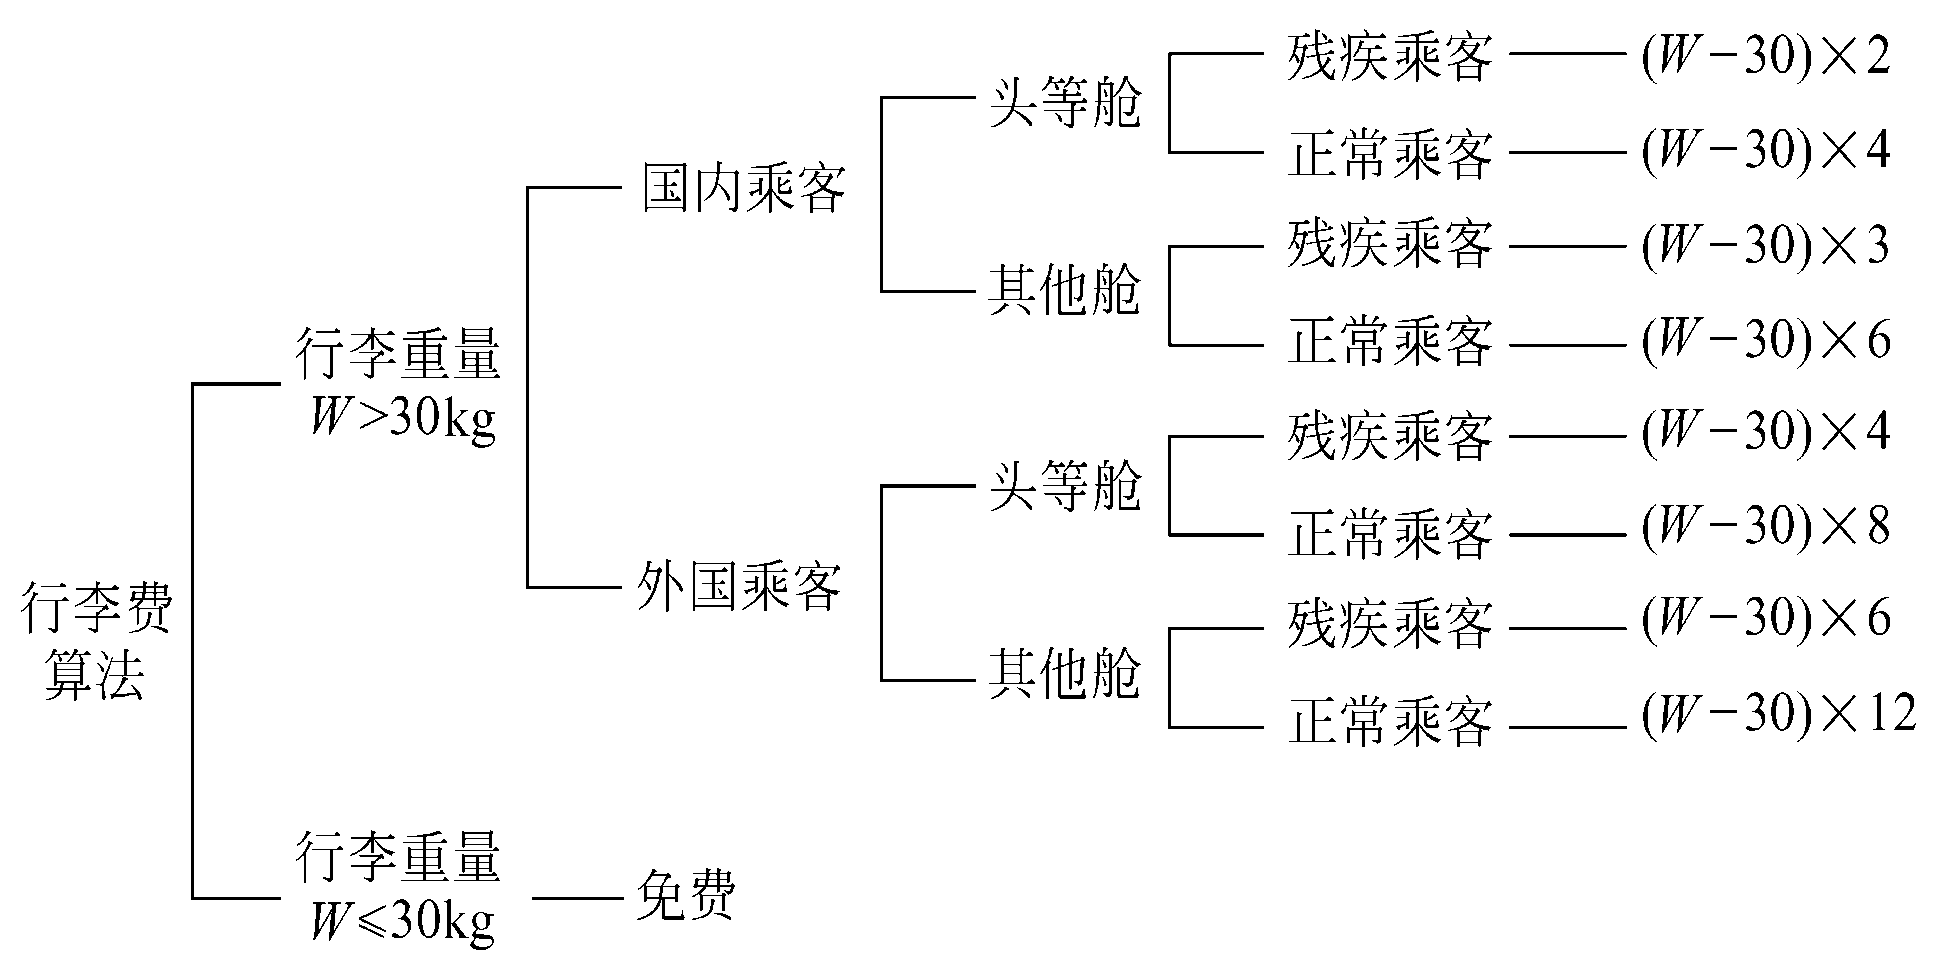 行李费
算法
行李重量
W>30kg
国内乘客
头等舱
残疾乘客
(W-30)×2
正常乘客
(W-30)×4
其他舱
残疾乘客
(W-30)×3
正常乘客
(W-30)×6
外国乘客
头等舱
残疾乘客
(W-30)×4
正常乘客
(W-30)×8
其他舱
残疾乘客
(W-30)×6
正常乘客
(W-30)×12
行李重量
W≤30kg
免费